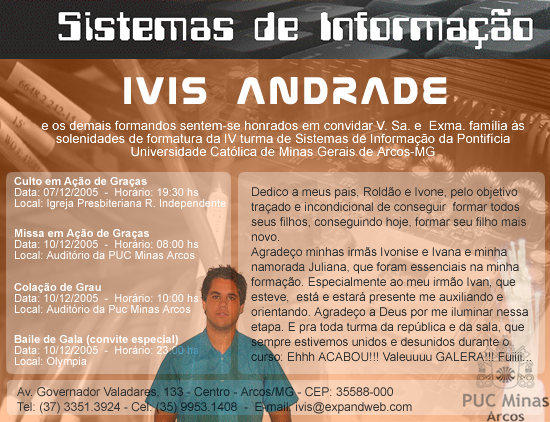 Sistemas de Informação
IVIS ANDRADE
e os demais formandos sentem-se honrados em convidar V. Sa. e Exma. família às
solenidades de formatura da IV turma de Sistemas de Informação da Pontifícia
Universidade Católica de Minas Gerais de Arcos-MG
Culto em Ação de Graças
Data: 07/12/2005 - Horário: 19:30 hs
Local: Igreja Presbiteriana R. Independente
Missa em Ação de Graças
Data: 10/12/2005 - Horário: 08:00 hs
Local: Auditório da PUC Minas Arcos
Colação de Grau
Data: 10/12/2005 - Horário: 10:00 hs
Local: Auditório da Puc Minas Arcos
Baile de Gala (convite especial)
Data: 10/12/2005 - Horário: 23:00 hs
Local: Olympia
Dedico a meus pais, Roldão e Ivone, pelo objetivo
traçado e incondicional de conseguir formar todos
seus filhos, conseguindo hoje, formar seu filho mais
novo.
Agradeço minhas irmãs Ivonise e Ivana e minha
namorada Juliana, que foram essenciais na minha
formação. Especialmente ao meu irmão Ivan, que
esteve, está e estará presente me auxiliando e
orientando. Agradeço a Deus por me iluminar nessa
etapa. E pra toda turma da república e da sala, que
sempre estivemos unidos e desunidos durante o
curso: Ehhh ACABOU!!! Valeuuuu GALERA!!! Fuiii...
Av. Governador Valadares, 133 - Centro - Arcos/MG - CEP: 35588-000
Tel: (37) 3351.3924 - Cel: (35) 9953.1408 - E-mail: ivis@expandweb.com
PUC Minas
Arcos